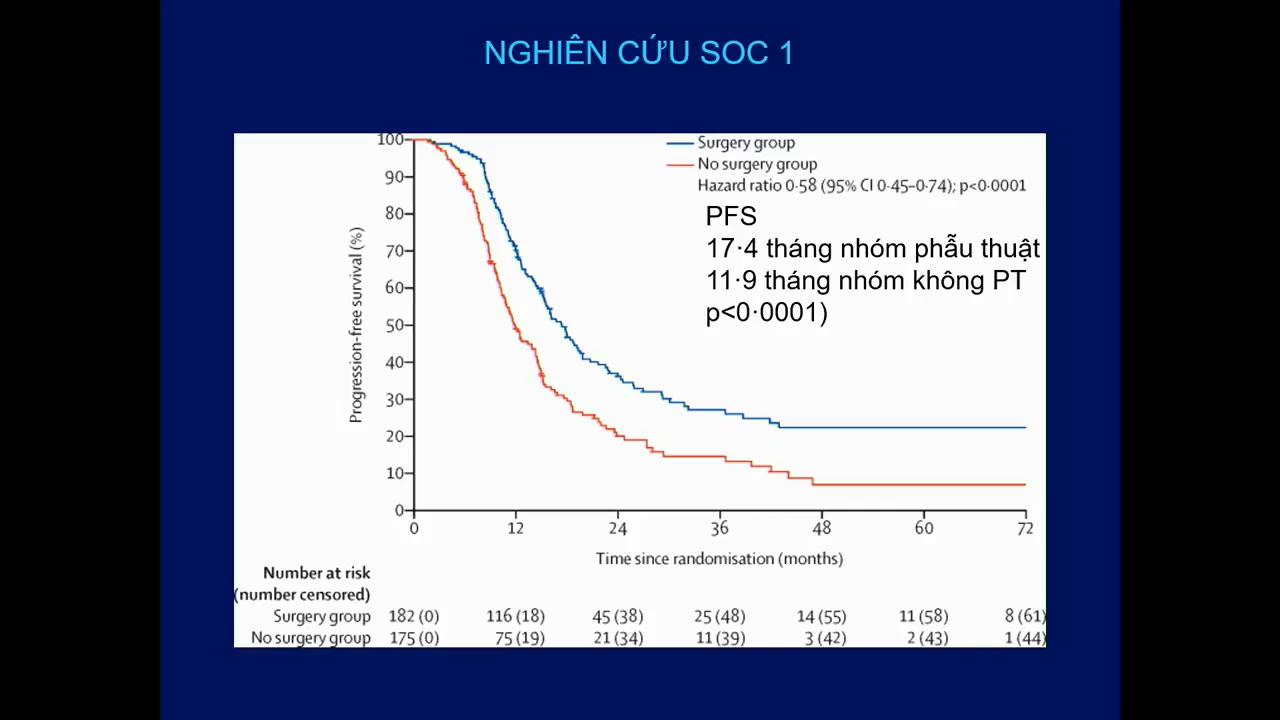 NGHIÊN CỨU SOC 1
Surgery group
No surgery group
Hazard ratio 0·58 (95% CI 0·45–0·74); p<0·0001
PFS
17·4 tháng nhóm phẫu thuật
11·9 tháng nhóm không PT
p<0·0001)
Progression-free survival (%)
100
90
80
70
60
50
40
30
20
10
0
0 12 24 36 48 60 72
Time since randomisation (months)
Number at risk
(number censored)
Surgery group 182 (0) 116 (18) 45 (38) 25 (48) 14 (55) 11 (58) 8 (61)
No surgery group 175 (0) 75 (19) 21 (34) 11 (39) 3 (42) 2 (43) 1 (44)